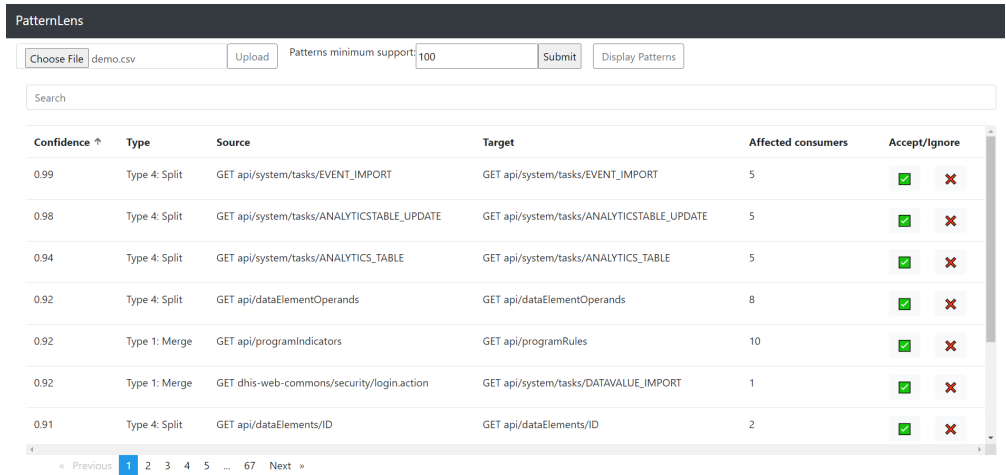 PatternLens
Choose File demo.csv Upload Patterns minimum support: 100 Submit Display Patterns
Search
Confidence ↑ Type Source Target Affected consumers Accept/Ignore
0.99 Type 4: Split GET api/system/tasks/EVENT_IMPORT GET api/system/tasks/EVENT_IMPORT 5
0.98 Type 4: Split GET api/system/tasks/ANALYTICSTABLE_UPDATE GET api/system/tasks/ANALYTICSTABLE_UPDATE 5
0.94 Type 4: Split GET api/system/tasks/ANALYTICS_TABLE GET api/system/tasks/ANALYTICS_TABLE 5
0.92 Type 4: Split GET api/dataElementOperands GET api/dataElementOperands 8
0.92 Type 1: Merge GET api/programIndicators GET api/programRules 10
0.92 Type 1: Merge GET dhis-web-commons/security/login.action GET api/system/tasks/DATAVALUE_IMPORT 1
0.91 Type 4: Split GET api/dataElements/ID GET api/dataElements/ID 2
« Previous 1 2 3 4 5 ... 67 Next »